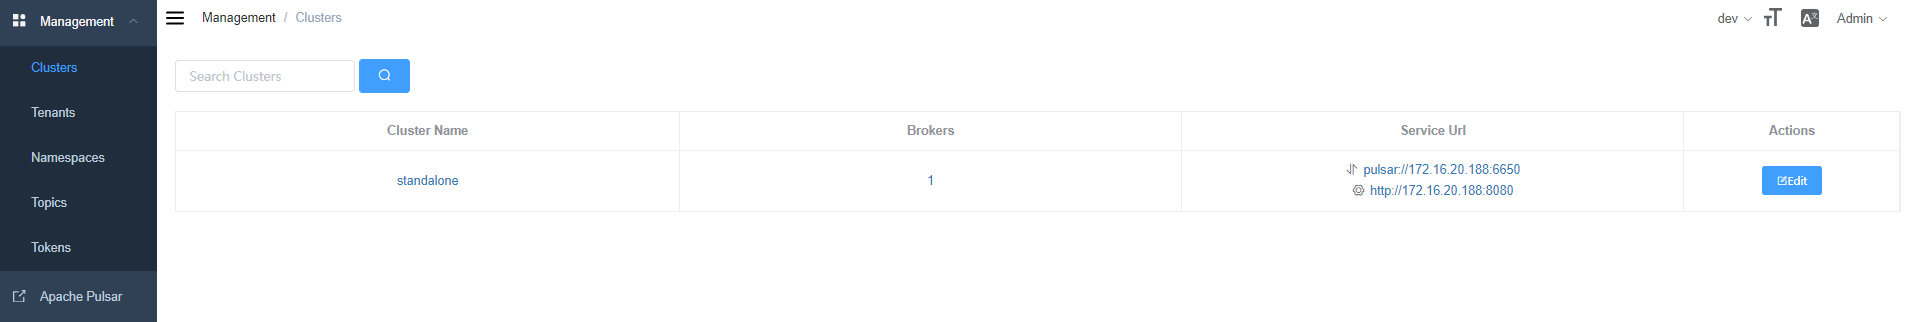 Management
Clusters
Tenants
Namespaces
Topics
Tokens
Apache Pulsar
Management / Clusters
dev
Admin
Search Clusters
Cluster Name Brokers Service Url Actions
standalone 1 pulsar://172.16.20.188:6650
http://172.16.20.188:8080
Edit